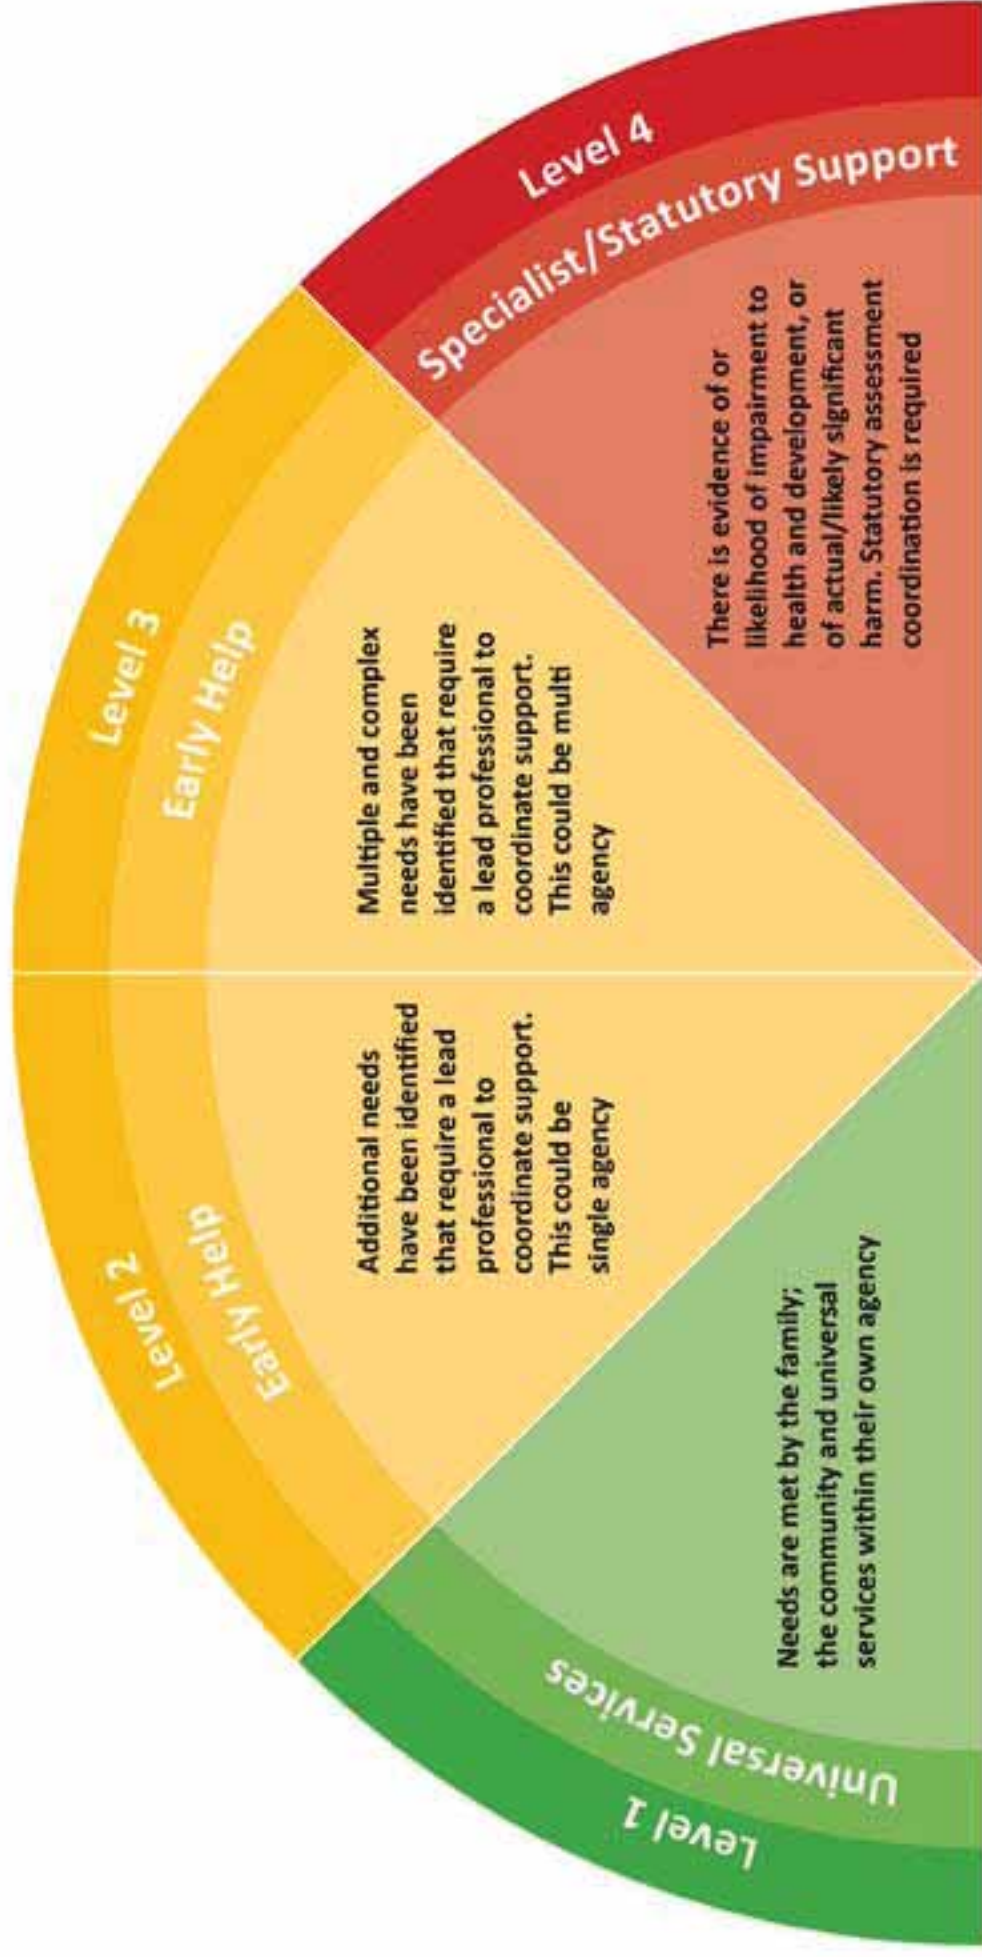 Level 1
Universal Services
Needs are met by the family;
the community and universal
services within their own agency
Level 2
Early Help
Additional needs
have been identified
that require a lead
professional to
coordinate support.
This could be
single agency
Level 3
Early Help
Multiple and complex
needs have been
identified that require
a lead professional to
coordinate support.
This could be multi
agency
Level 4
Specialist/Statutory Support
There is evidence of or
likelihood of impairment to
health and development, or
of actual/likely significant
harm. Statutory assessment
coordination is required